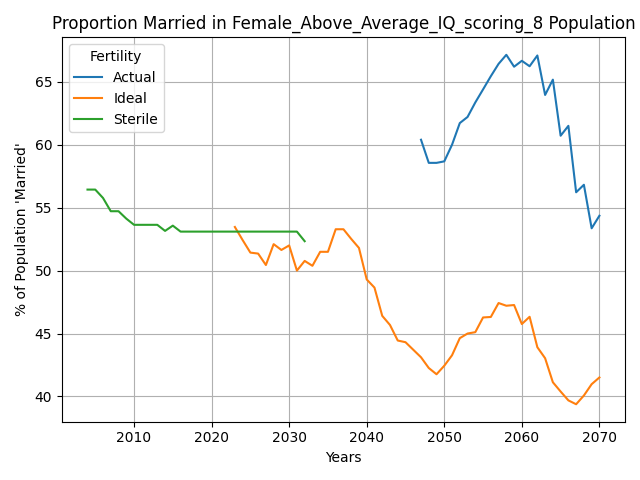 Proportion Married in Female_Above_Average_IQ_scoring_8 Population
Fertility
Actual
Ideal
Sterile
% of Population 'Married'
65
60
55
50
45
40
2010
2020
2030
2040
2050
2060
2070
Years